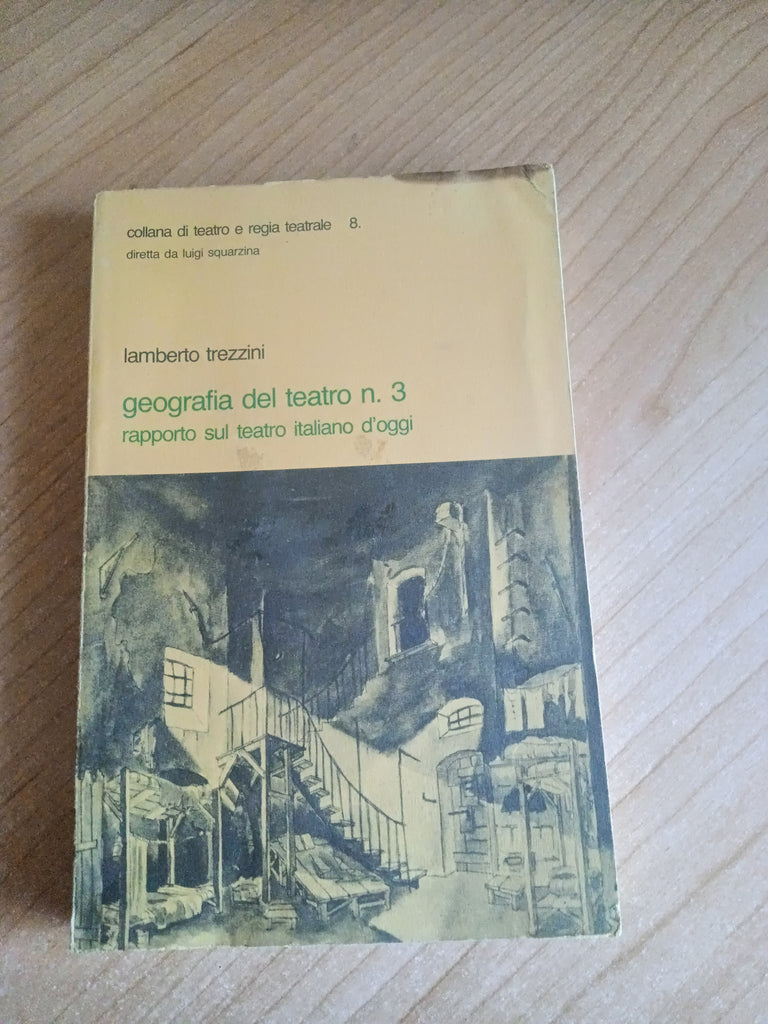 collana di teatro e regia teatrale 8.
diretta da luigi squarzina
lamberto trezzini
geografia del teatro n. 3
rapporto sul teatro italiano d'oggi